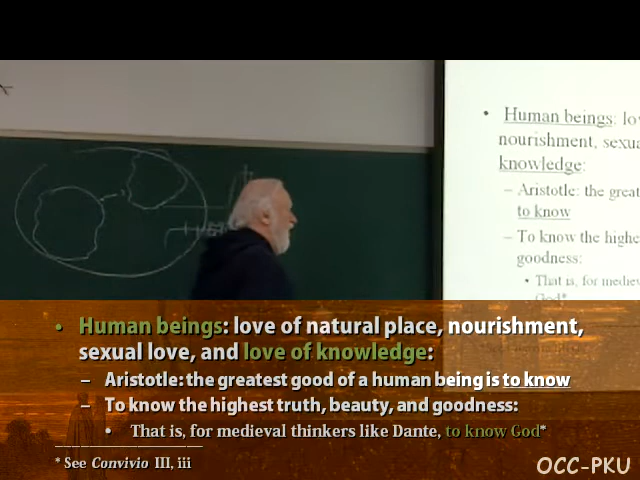 • Human beings: lo
nourishment, sexua
knowledge:
– Aristotle: the great
to know
– To know the highe
goodness:
• That is, for mediev
God*
• Human beings: love of natural place, nourishment,
sexual love, and love of knowledge:
– Aristotle: the greatest good of a human being is to know
– To know the highest truth, beauty, and goodness:
• That is, for medieval thinkers like Dante, to know God*
* See Convivio III, iii
OCC-PKU